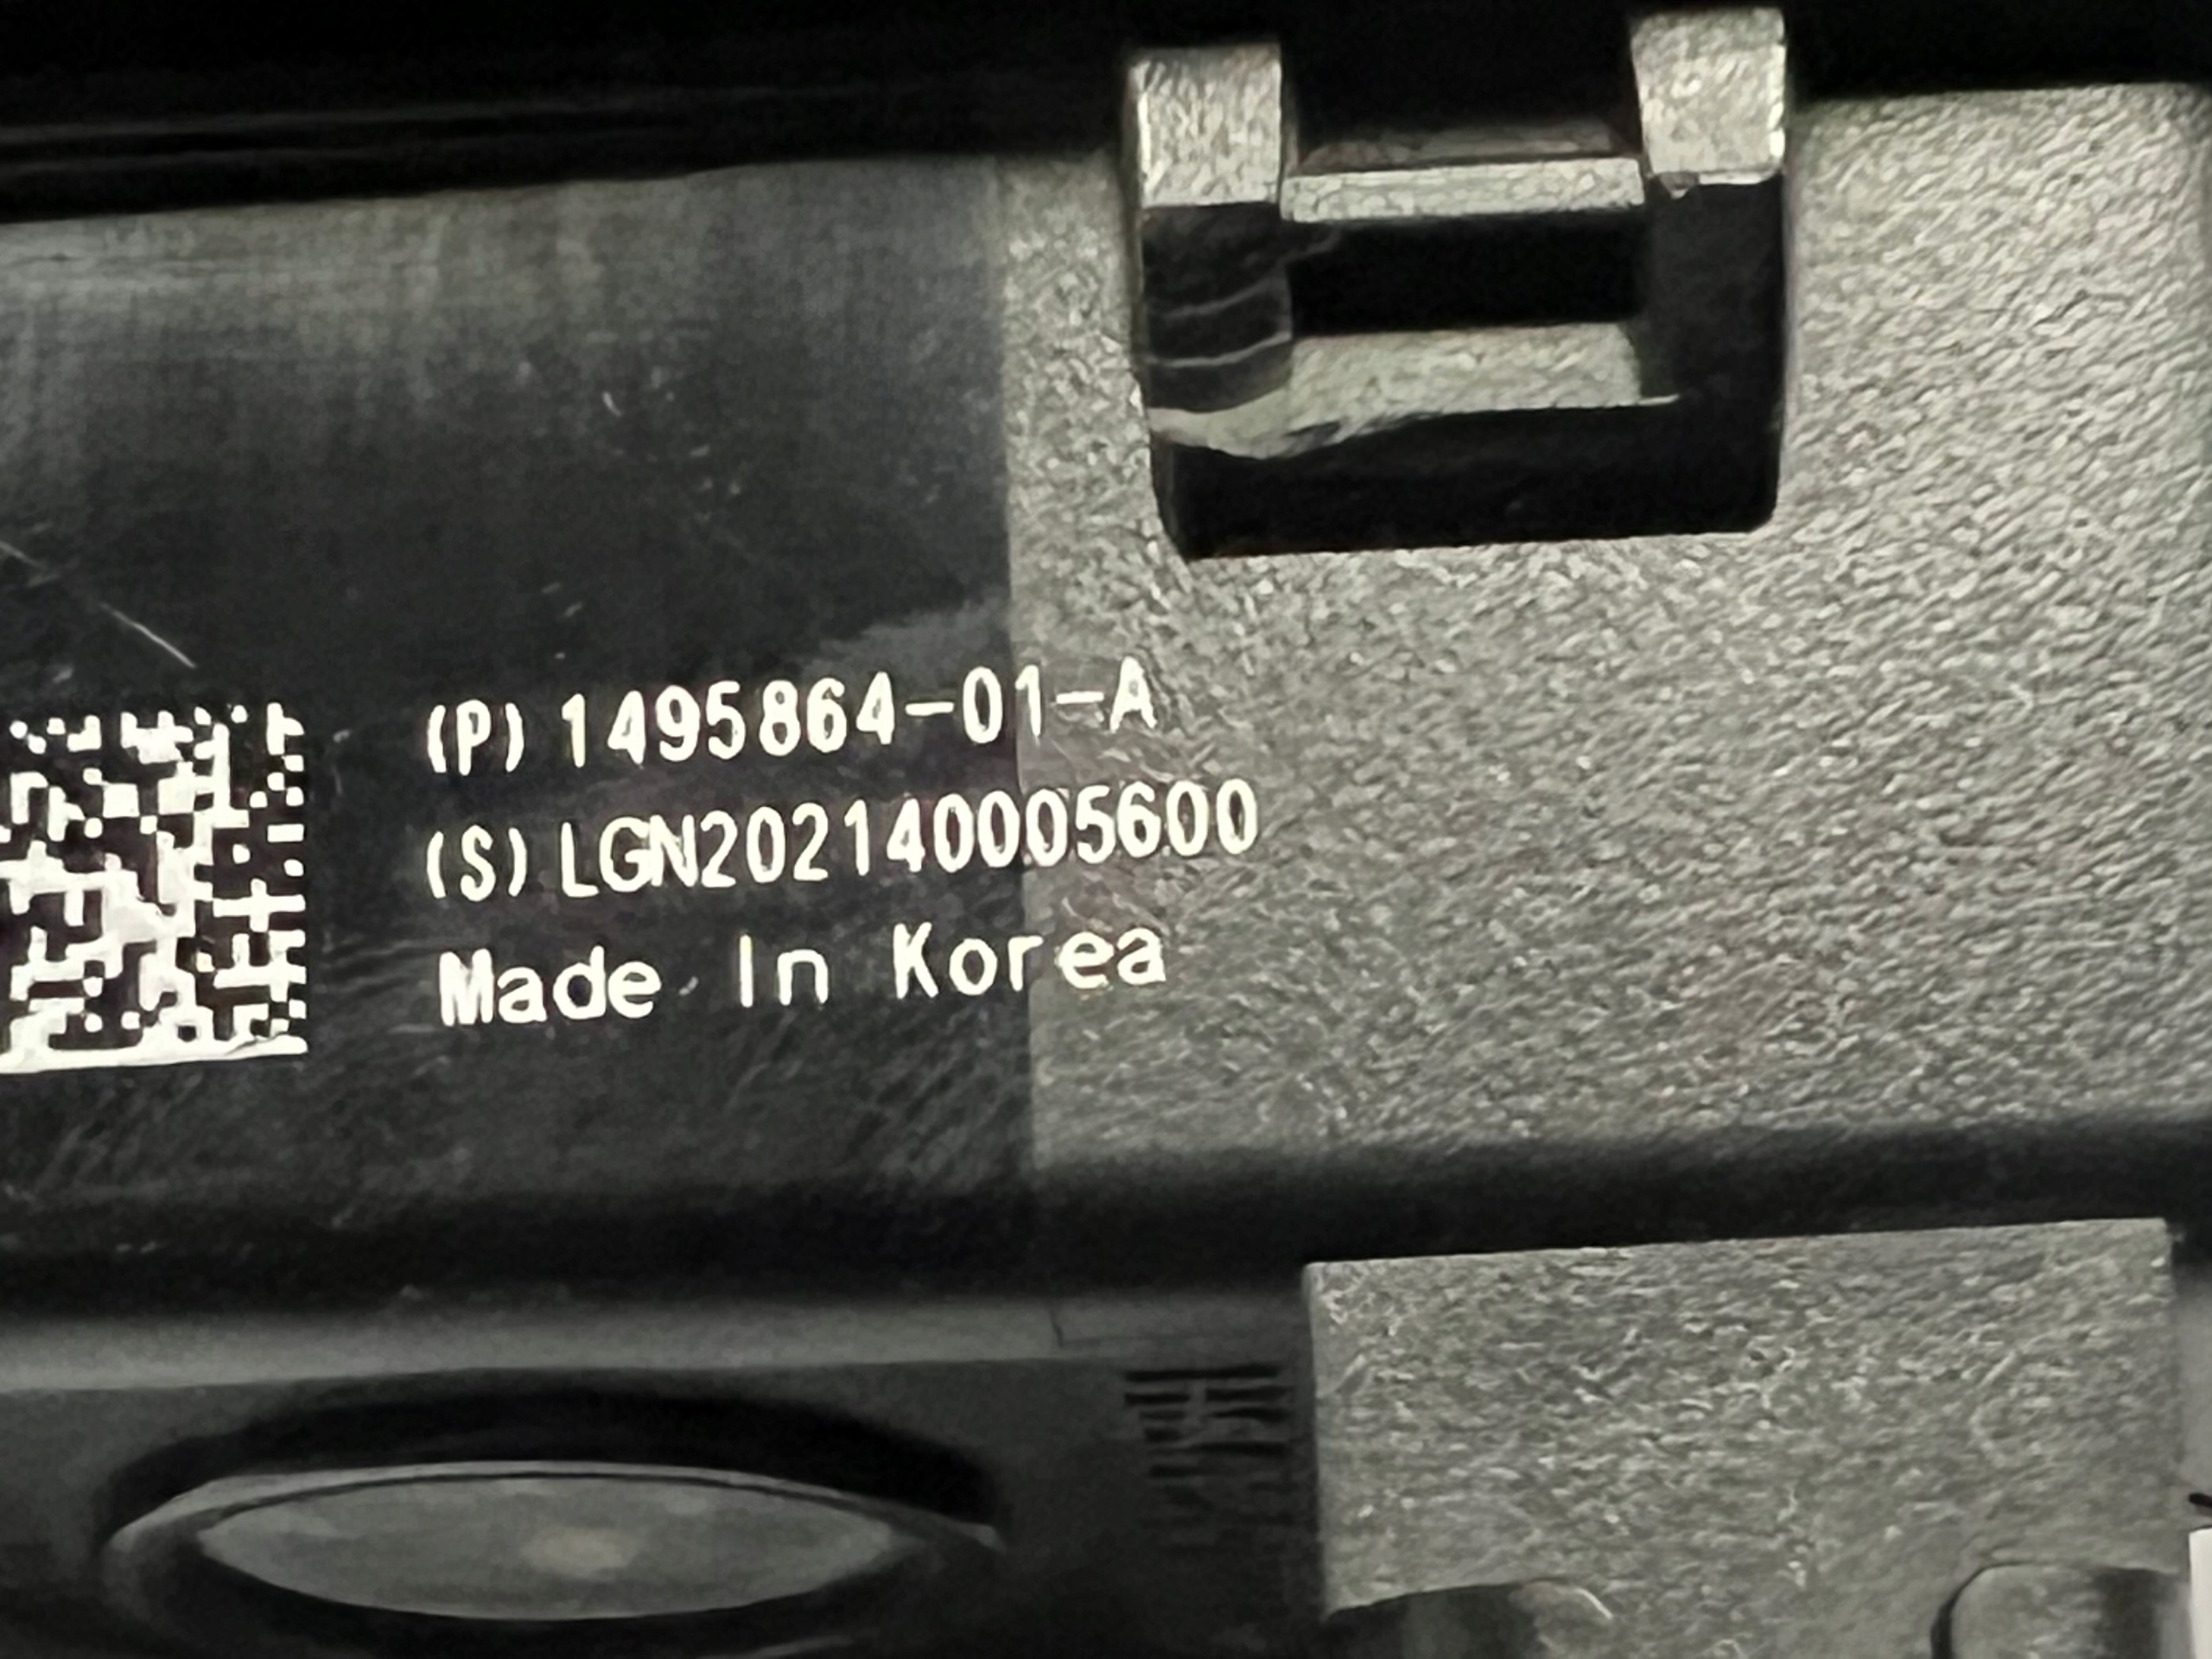 (P) 1495864-01-A
(S) LGN202140005600
Made In Korea